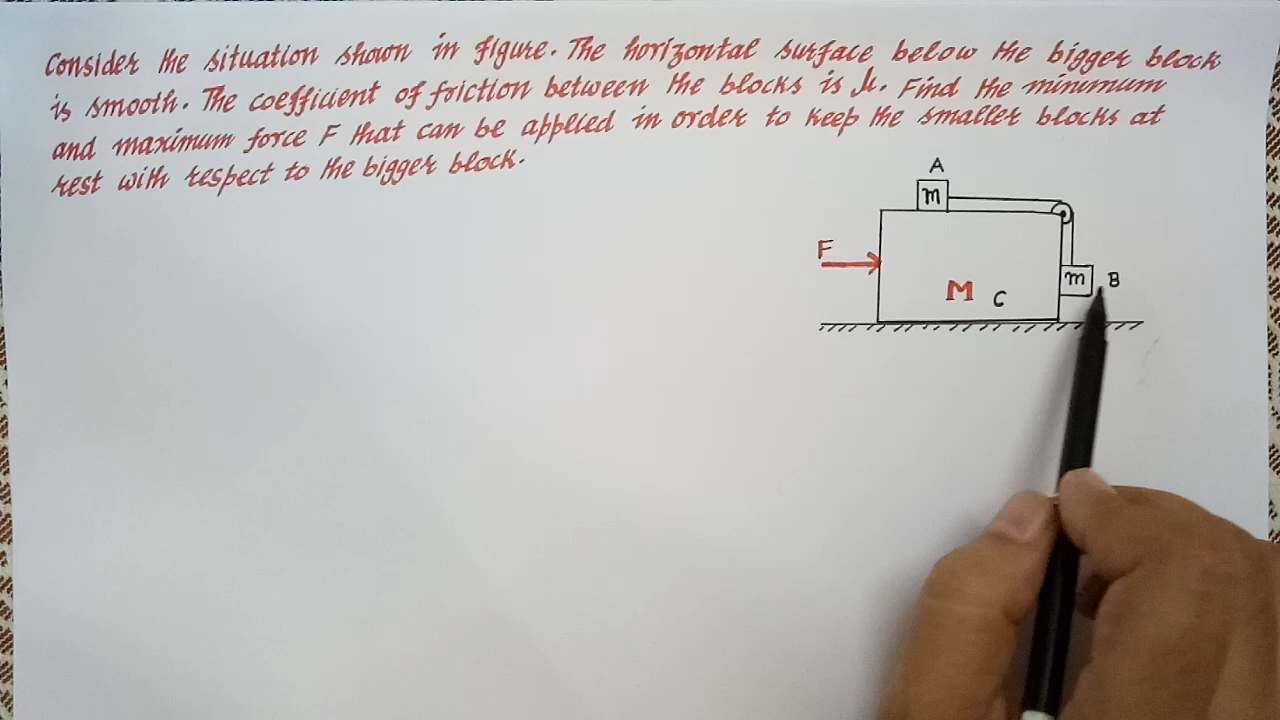 Consider the situation shown in figure. The horizontal surface below the bigger block
is smooth. The coefficient of friction between the blocks is μ. Find the minimum
and maximum force F that can be applied in order to keep the smaller blocks at
rest with respect to the bigger block.
A
m
F
m B
M C